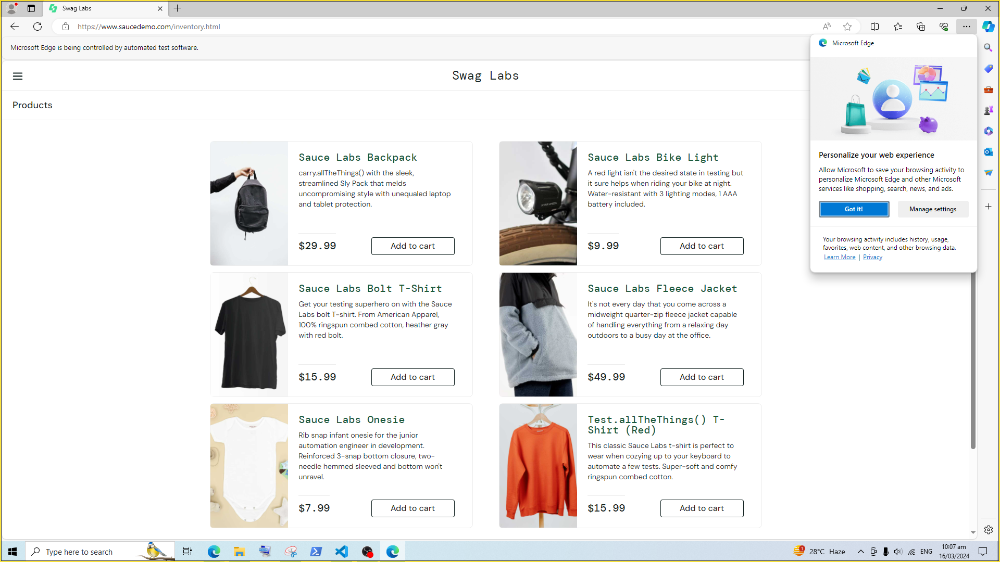 Swag Labs
https://www.saucedemo.com/inventory.html
Microsoft Edge is being controlled by automated test software.
Swag Labs
Products
Sauce Labs Backpack
carry.allTheThings() with the sleek,
streamlined Sly Pack that melds
uncompromising style with unequaled laptop
and tablet protection.
$29.99
Add to cart
Sauce Labs Bike Light
A red light isn't the desired state in testing but
it sure helps when riding your bike at night.
Water-resistant with 3 lighting modes, 1 AAA
battery included.
$9.99
Add to cart
Sauce Labs Bolt T-Shirt
Get your testing superhero on with the Sauce
Labs bolt T-shirt. From American Apparel,
100% ringspun combed cotton, heather gray
with red bolt.
$15.99
Add to cart
Sauce Labs Fleece Jacket
It's not every day that you come across a
midweight quarter-zip fleece jacket capable
of handling everything from a relaxing day
outdoors to a busy day at the office.
$49.99
Add to cart
Sauce Labs Onesie
Rib snap infant onesie for the junior
automation engineer in development.
Reinforced 3-snap bottom closure, two-
needle hemmed sleeved and bottom won't
unravel.
$7.99
Add to cart
Test.allTheThings() T-
Shirt (Red)
This classic Sauce Labs t-shirt is perfect to
wear when cozying up to your keyboard to
automate a few tests. Super-soft and comfy
ringspun combed cotton.
$15.99
Add to cart
Microsoft Edge
Personalize your web experience
Allow Microsoft to save your browsing activity to
personalize Microsoft Edge and other Microsoft
services like shopping, search, news, and ads.
Got it!
Manage settings
Your browsing activity includes history, usage,
favorites, web content, and other browsing data.
Learn More | Privacy
Type here to search
1
28°C Haze
ENG
10:07 am
16/03/2024